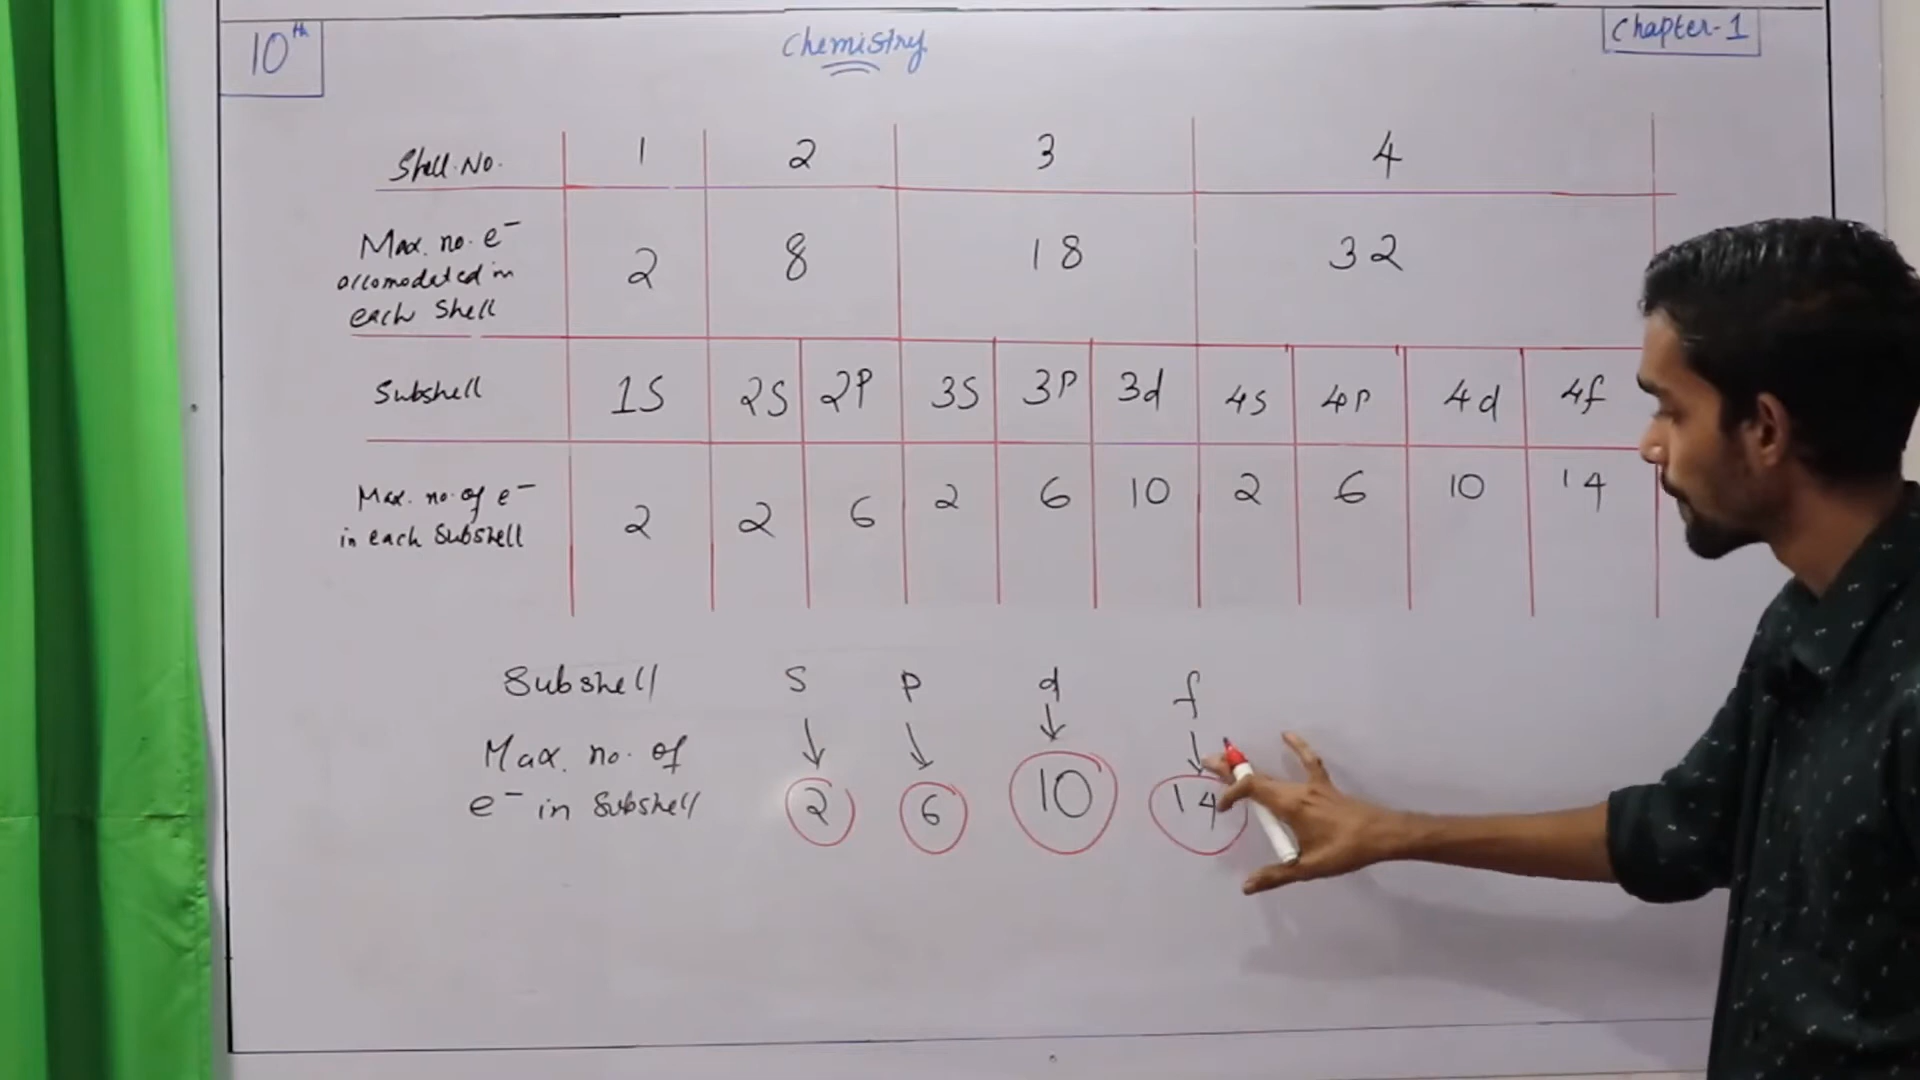 10th
Chemistry
Chapter-1
Shell.No. 1 2 3 4
Max. no. e⁻
accomodated in
each Shell
2 8 18 32
Subshell 1S 2S 2P 3S 3P 3d 4s 4p 4d 4f
Max. no. of e⁻
in each Subshell
2 2 6 2 6 10 2 6 10 14
Subshell s p d f
↓ ↓ ↓ ↓
Max. no. of
e⁻ in Subshell 2 6 10 14